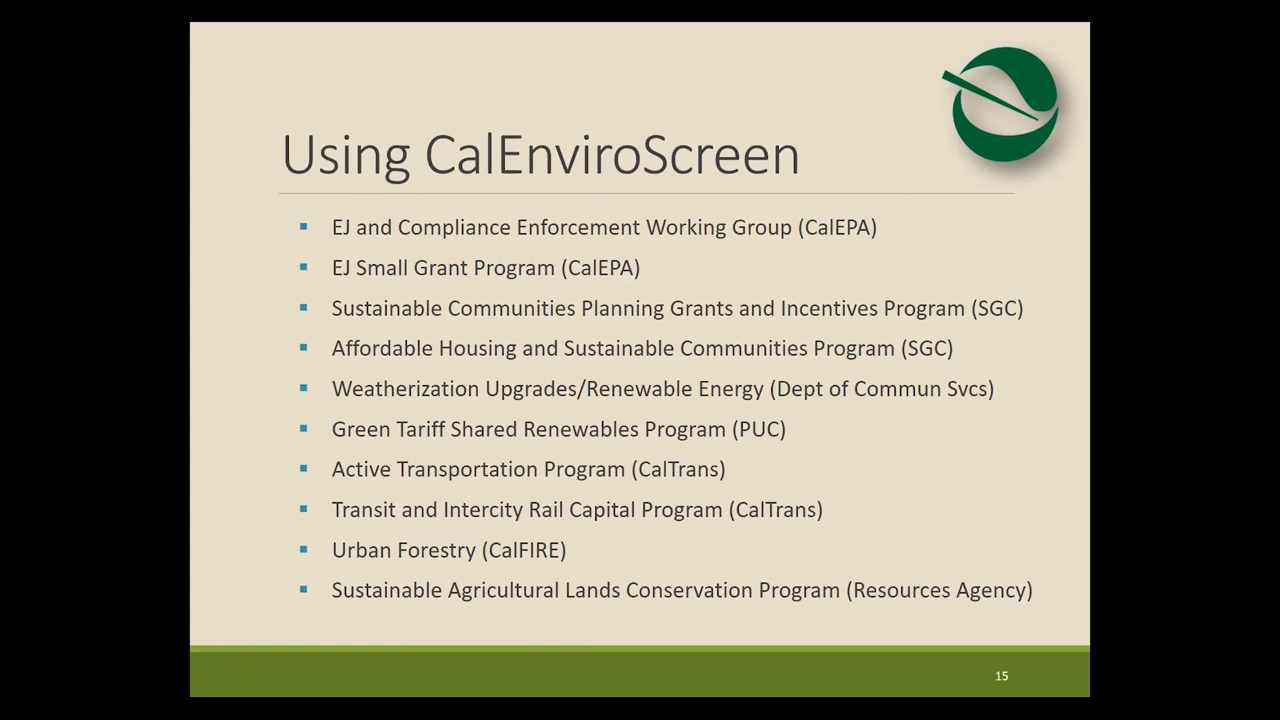 Using CalEnviroScreen
EJ and Compliance Enforcement Working Group (CalEPA)
EJ Small Grant Program (CalEPA)
Sustainable Communities Planning Grants and Incentives Program (SGC)
Affordable Housing and Sustainable Communities Program (SGC)
Weatherization Upgrades/Renewable Energy (Dept of Commun Svcs)
Green Tariff Shared Renewables Program (PUC)
Active Transportation Program (CalTrans)
Transit and Intercity Rail Capital Program (CalTrans)
Urban Forestry (CalFIRE)
Sustainable Agricultural Lands Conservation Program (Resources Agency)
15